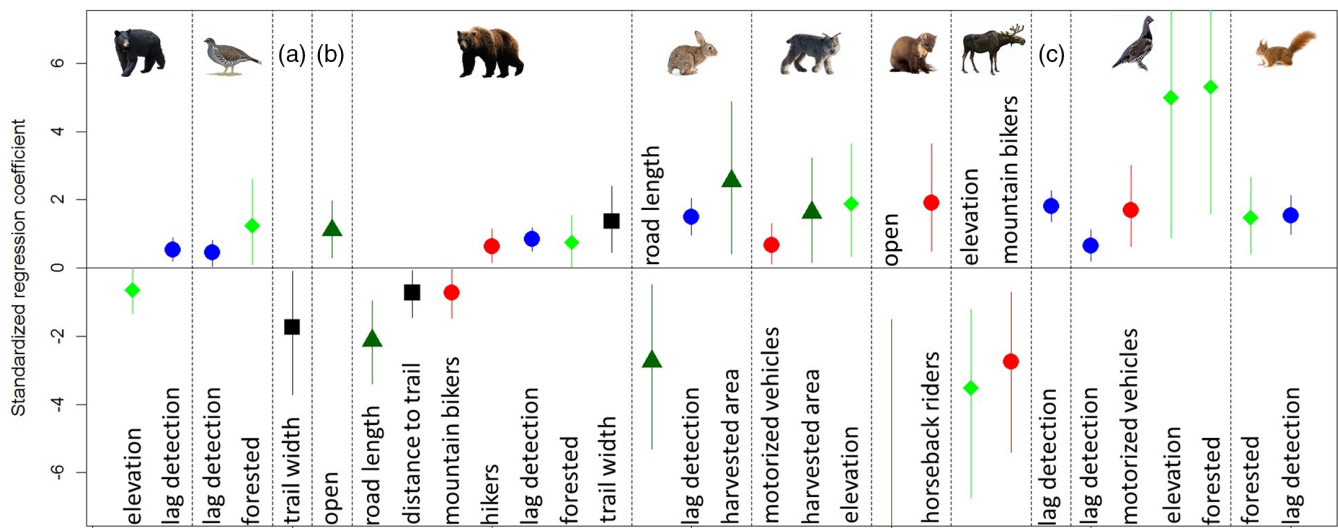 (a)
(b)
(c)
Standardized regression coefficient
6
4
2
0
-2
-4
-6
elevation
lag detection
lag detection
forested
trail width
open
road length
distance to trail
mountain bikers
hikers
lag detection
forested
trail width
road length
lag detection
harvested area
motorized vehicles
harvested area
elevation
open
horseback riders
elevation
mountain bikers
lag detection
lag detection
motorized vehicles
elevation
forested
forested
lag detection